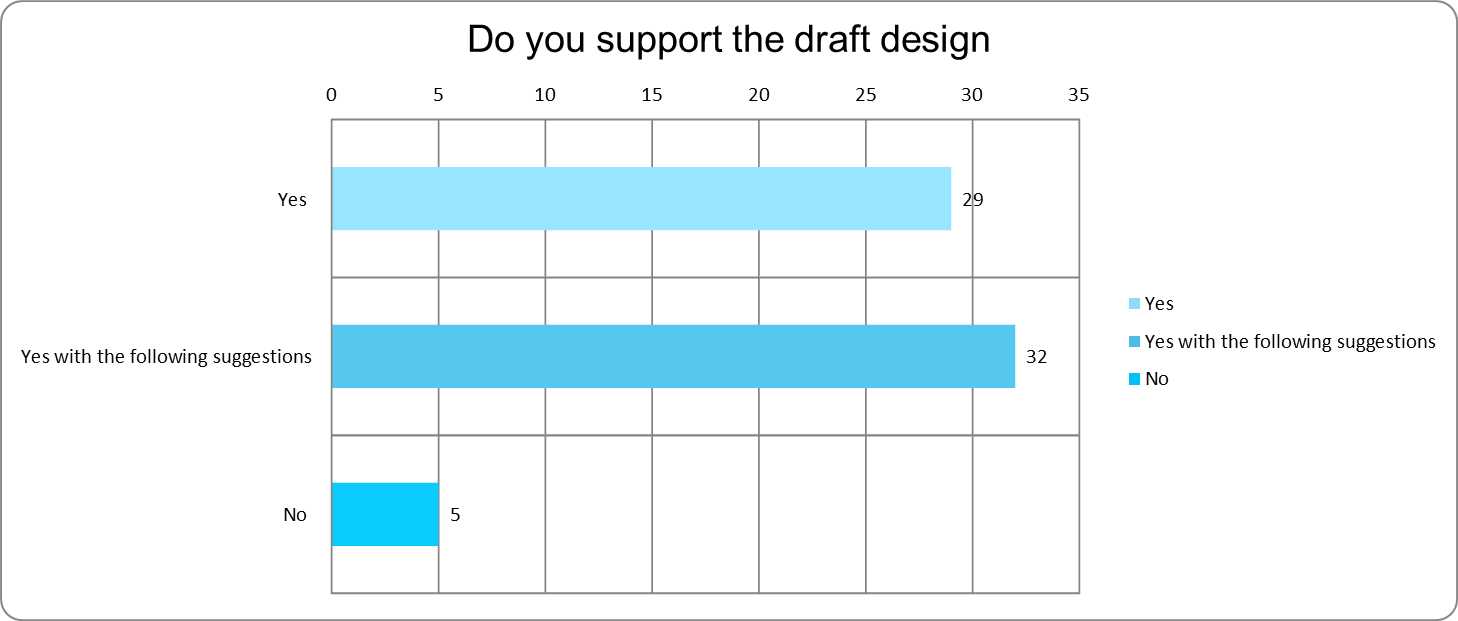 Do you support the draft design
0 5 10 15 20 25 30 35
Yes 29
Yes with the following suggestions 32
No 5
Yes
Yes with the following suggestions
No